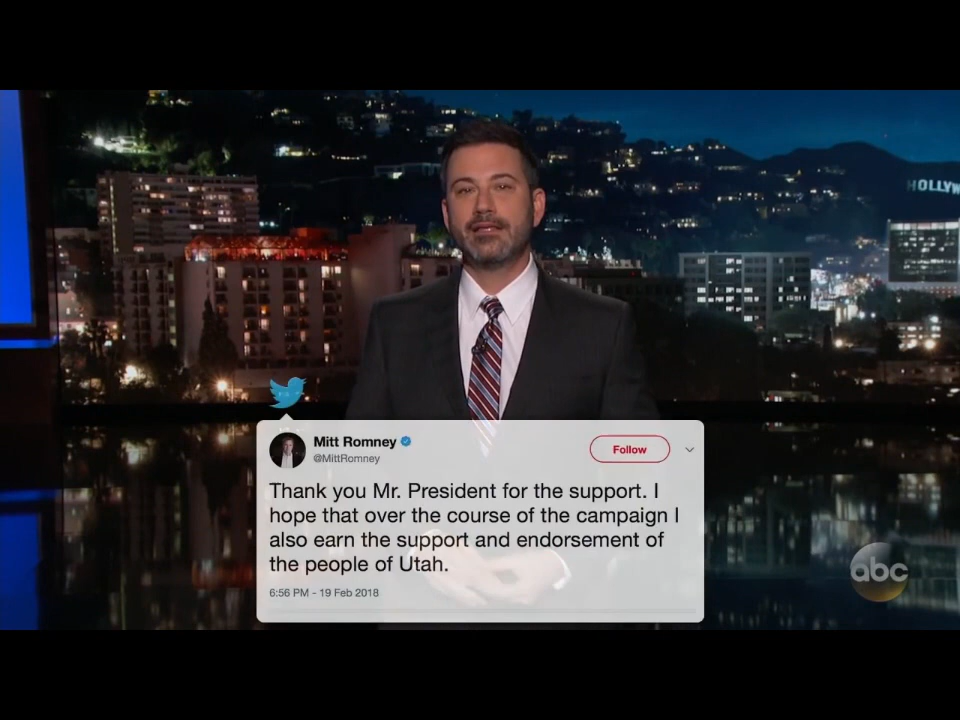 HOLLYW
Mitt Romney
@MittRomney
Follow
Thank you Mr. President for the support. I
hope that over the course of the campaign I
also earn the support and endorsement of
the people of Utah.
6:56 PM - 19 Feb 2018
abc